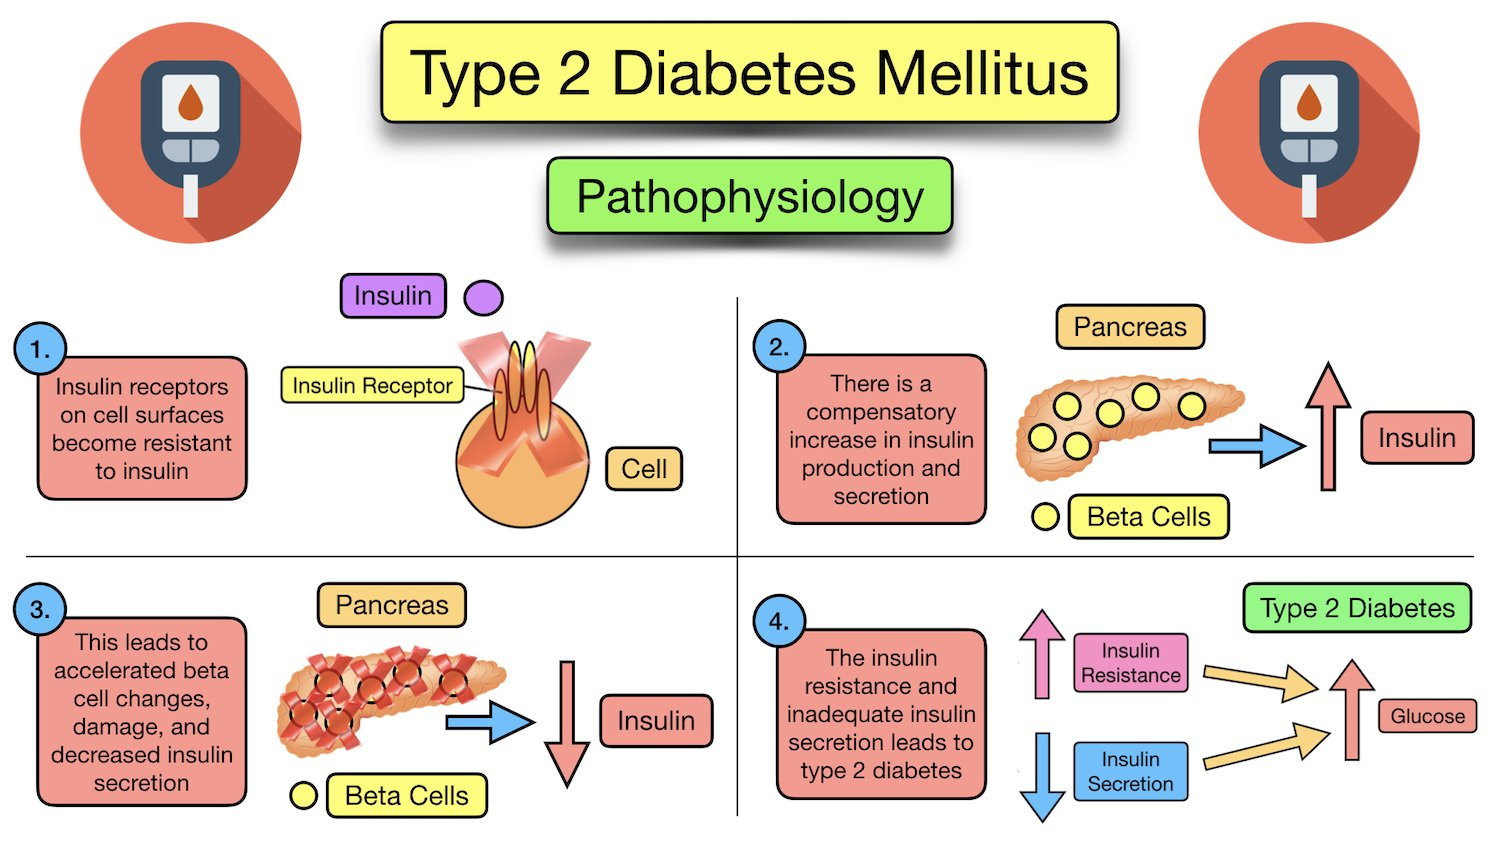 Type 2 Diabetes Mellitus
Pathophysiology
1.
Insulin receptors
on cell surfaces
become resistant
to insulin
Insulin
Insulin Receptor
Cell
2.
There is a
compensatory
increase in insulin
production and
secretion
Pancreas
Insulin
Beta Cells
3.
This leads to
accelerated beta
cell changes,
damage, and
decreased insulin
secretion
Pancreas
Insulin
Beta Cells
4.
The insulin
resistance and
inadequate insulin
secretion leads to
type 2 diabetes
Type 2 Diabetes
Insulin
Resistance
Glucose
Insulin
Secretion